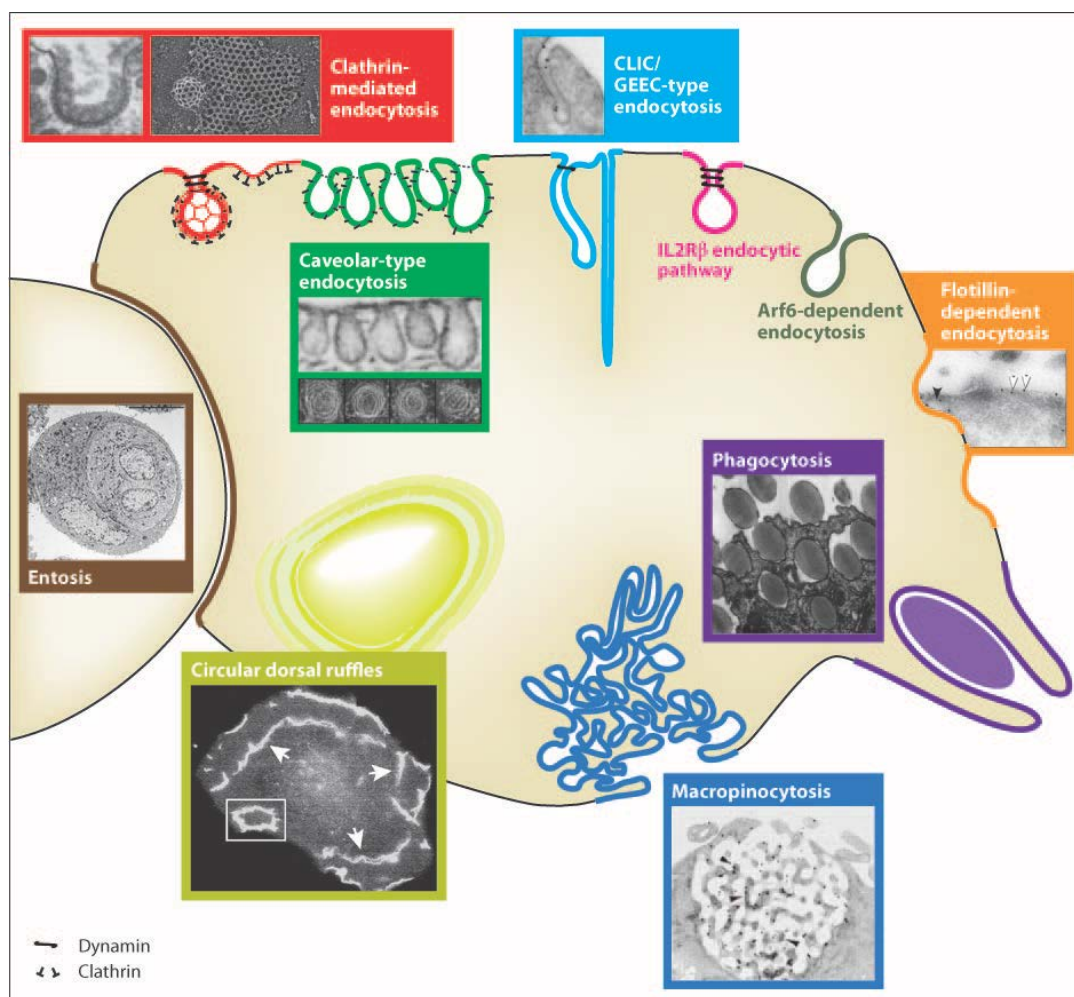 Clathrin-
mediated
endocytosis
CLIC/
GEEC-type
endocytosis
Caveolar-type
endocytosis
IL2Rβ endocytic
pathway
Arf6-dependent
endocytosis
Flotillin-
dependent
endocytosis
Phagocytosis
Entosis
Circular dorsal ruffles
Macropinocytosis
Dynamin
Clathrin